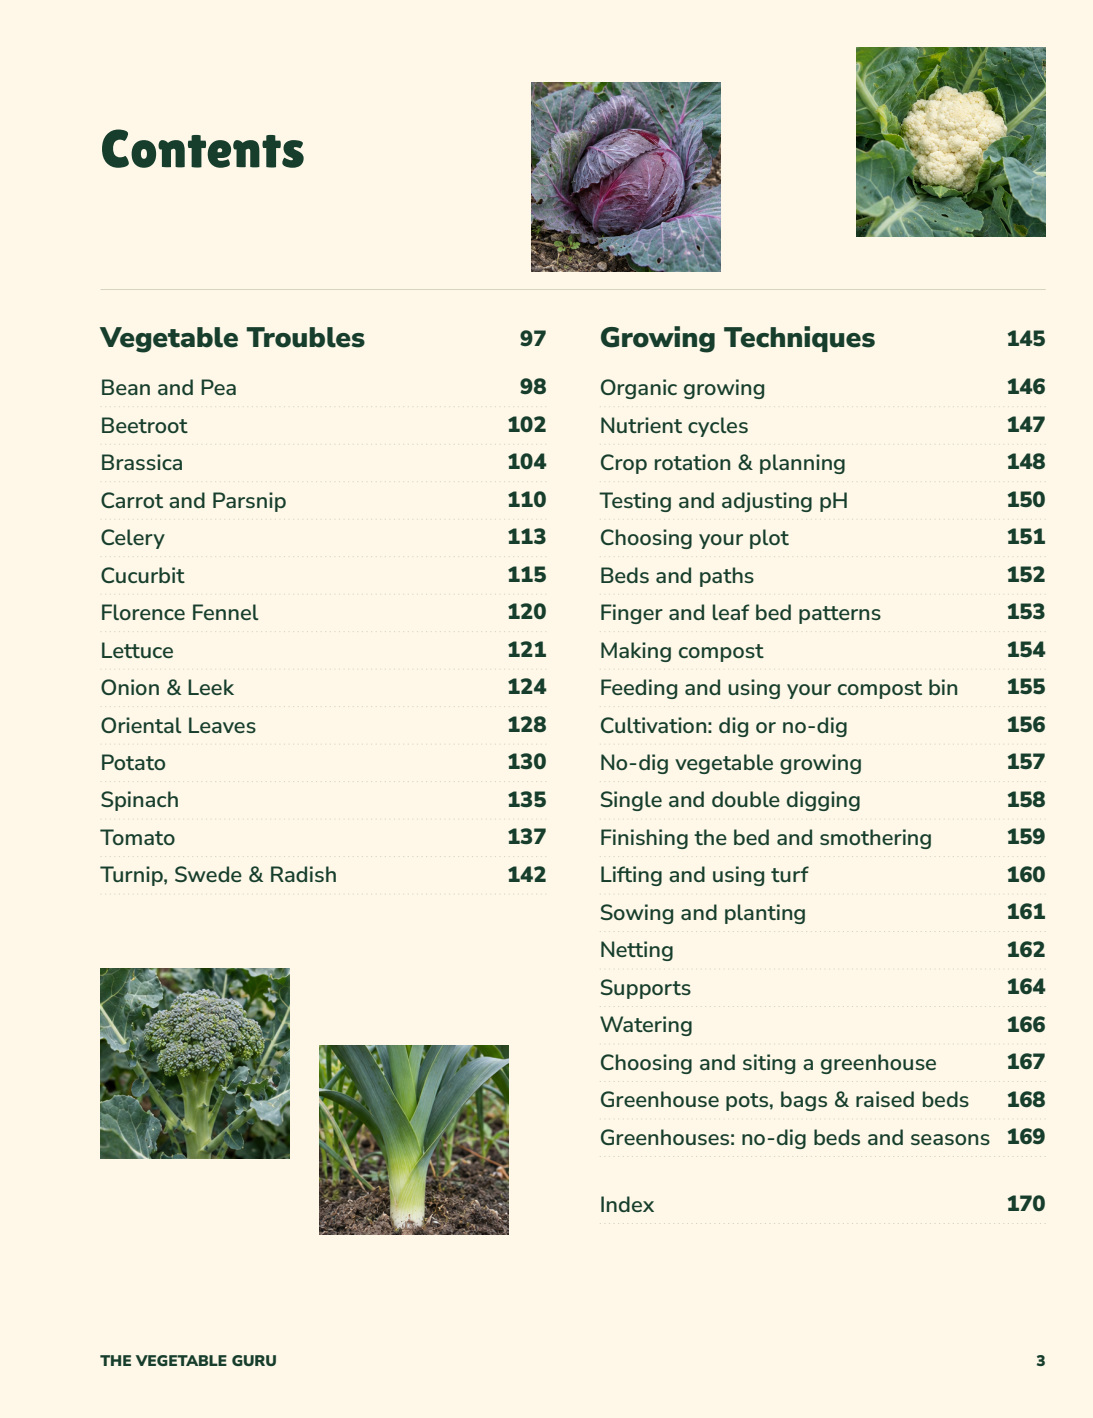 Contents
Vegetable Troubles 97
Bean and Pea 98
Beetroot 102
Brassica 104
Carrot and Parsnip 110
Celery 113
Cucurbit 115
Florence Fennel 120
Lettuce 121
Onion & Leek 124
Oriental Leaves 128
Potato 130
Spinach 135
Tomato 137
Turnip, Swede & Radish 142
Growing Techniques 145
Organic growing 146
Nutrient cycles 147
Crop rotation & planning 148
Testing and adjusting pH 150
Choosing your plot 151
Beds and paths 152
Finger and leaf bed patterns 153
Making compost 154
Feeding and using your compost bin 155
Cultivation: dig or no-dig 156
No-dig vegetable growing 157
Single and double digging 158
Finishing the bed and smothering 159
Lifting and using turf 160
Sowing and planting 161
Netting 162
Supports 164
Watering 166
Choosing and siting a greenhouse 167
Greenhouse pots, bags & raised beds 168
Greenhouses: no-dig beds and seasons 169
Index 170
THE VEGETABLE GURU 3